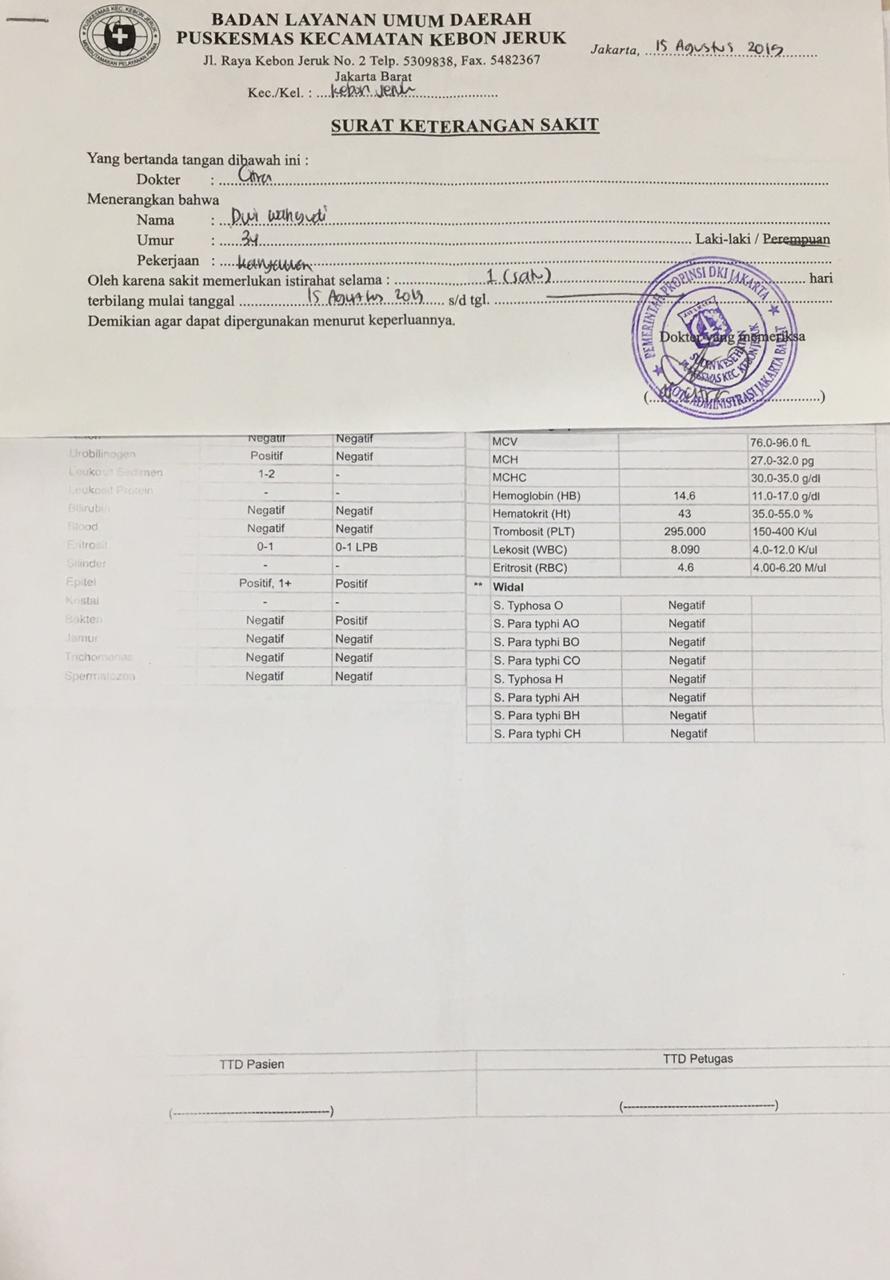 BADAN LAYANAN UMUM DAERAH
PUSKESMAS KECAMATAN KEBON JERUK
Jl. Raya Kebon Jeruk No. 2 Telp. 5309838, Fax. 5482367
Jakarta Barat
Jakarta, 15 Agustus 2019
Kec./Kel. : Kebon Jeruk
SURAT KETERANGAN SAKIT
Yang bertanda tangan dibawah ini :
Dokter :
Menerangkan bahwa
Nama : Dwi Wahyudi
Umur : 34 Laki-laki / Perempuan
Pekerjaan : Karyawan
Oleh karena sakit memerlukan istirahat selama : 1 (satu) hari
terbilang mulai tanggal 15 Agustus 2019 s/d tgl.
Demikian agar dapat dipergunakan menurut keperluannya.
Dokter yang memeriksa
PEMERINTAH PROPINSI DKI JAKARTA
SUDIN KESEHATAN
PUSKESMAS KEC. KEBON JERUK
KOTA ADMINISTRASI JAKARTA BARAT
Negatif Negatif MCV 76.0-96.0 fL
Urobilinogen Positif Negatif MCH 27.0-32.0 pg
Leukosit Sedimen 1-2 - MCHC 30.0-35.0 g/dl
Leukosit Protein - - Hemoglobin (HB) 14.6 11.0-17.0 g/dl
Bilirubin Negatif Negatif Hematokrit (Ht) 43 35.0-55.0 %
Blood Negatif Negatif Trombosit (PLT) 295.000 150-400 K/ul
Eritrosit 0-1 0-1 LPB Lekosit (WBC) 8.090 4.0-12.0 K/ul
Silinder - - Eritrosit (RBC) 4.6 4.00-6.20 M/ul
Epitel Positif, 1+ Positif ** Widal
Kristal - - S. Typhosa O Negatif
Bakteri Negatif Positif S. Para typhi AO Negatif
Jamur Negatif Negatif S. Para typhi BO Negatif
Trichomonas Negatif Negatif S. Para typhi CO Negatif
Spermatozoa Negatif Negatif S. Typhosa H Negatif
S. Para typhi AH Negatif
S. Para typhi BH Negatif
S. Para typhi CH Negatif
TTD Pasien TTD Petugas